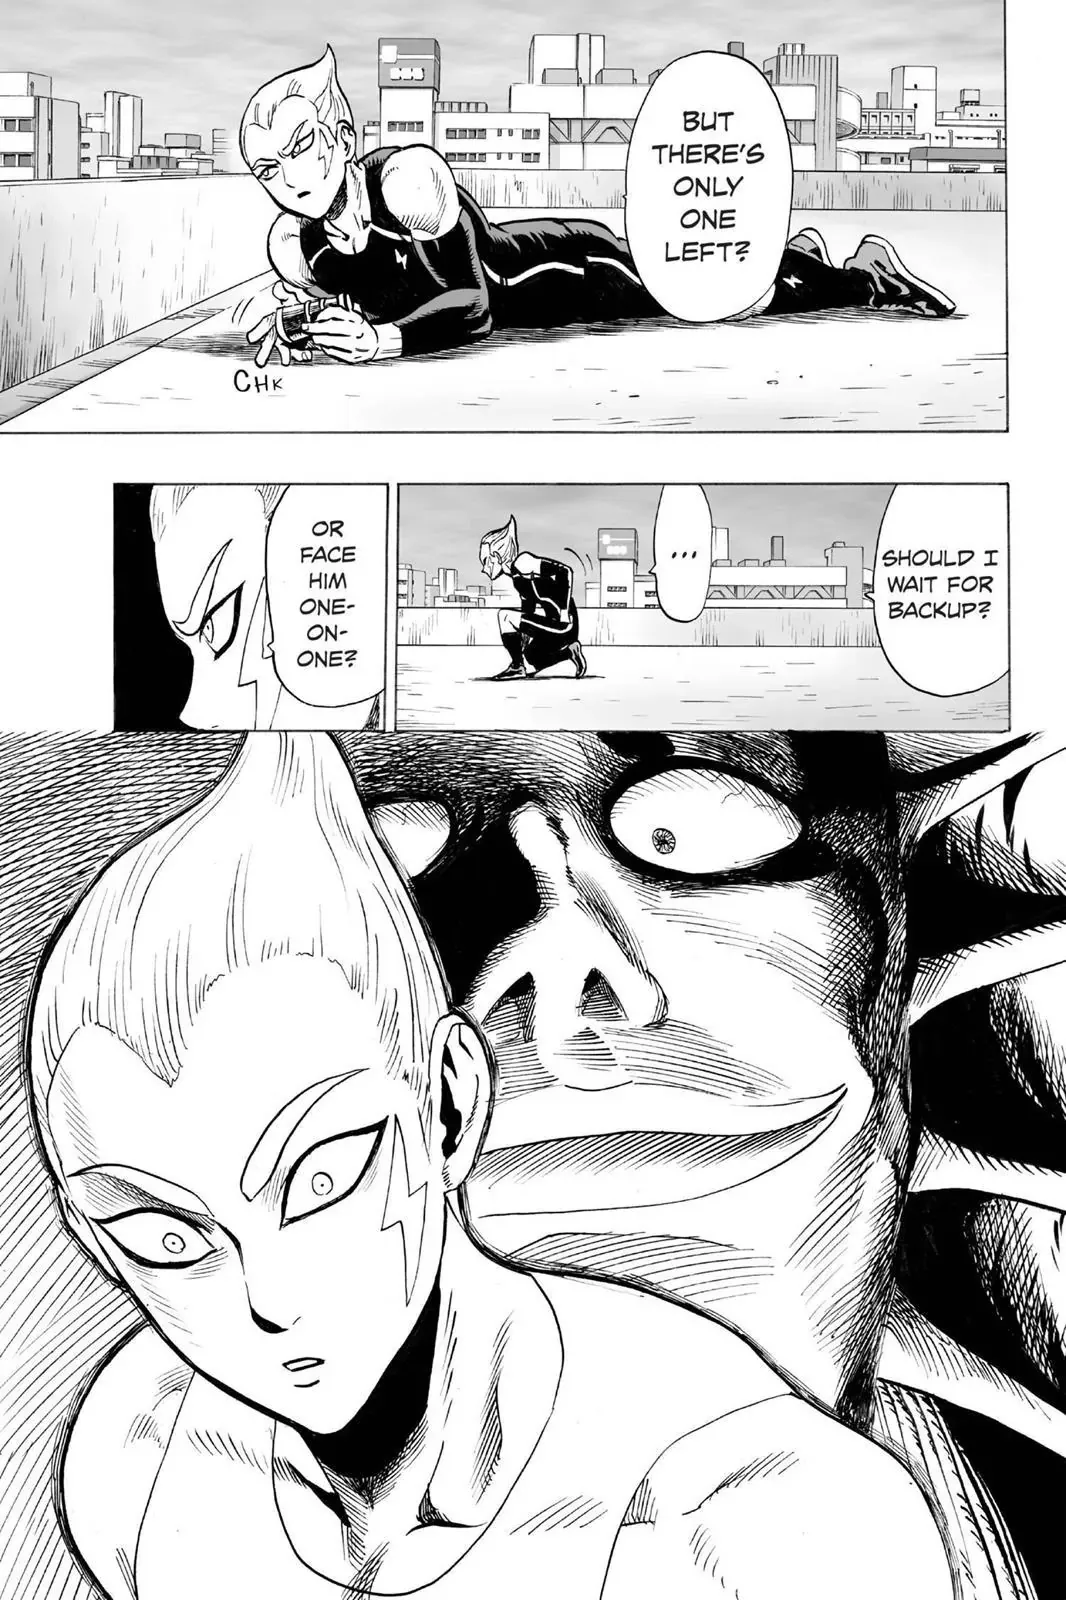 BUT
THERE'S
ONLY
ONE
LEFT?
CHK
SHOULD I
WAIT FOR
BACKUP?
...
OR
FACE
HIM
ONE-
ON-
ONE?